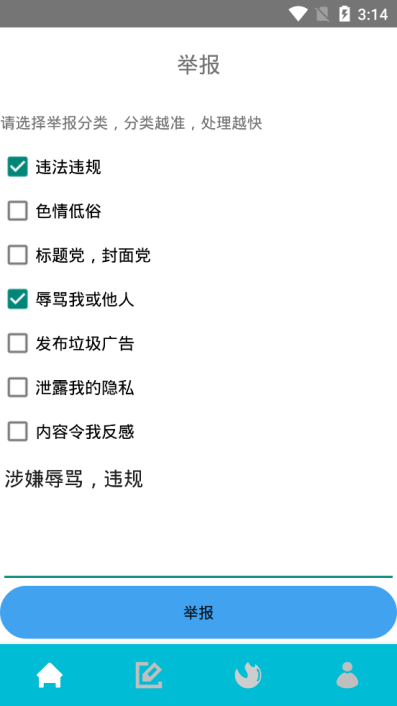 3:14
举报
请选择举报分类，分类越准，处理越快
违法违规
色情低俗
标题党，封面党
辱骂我或他人
发布垃圾广告
泄露我的隐私
内容令我反感
涉嫌辱骂，违规
举报